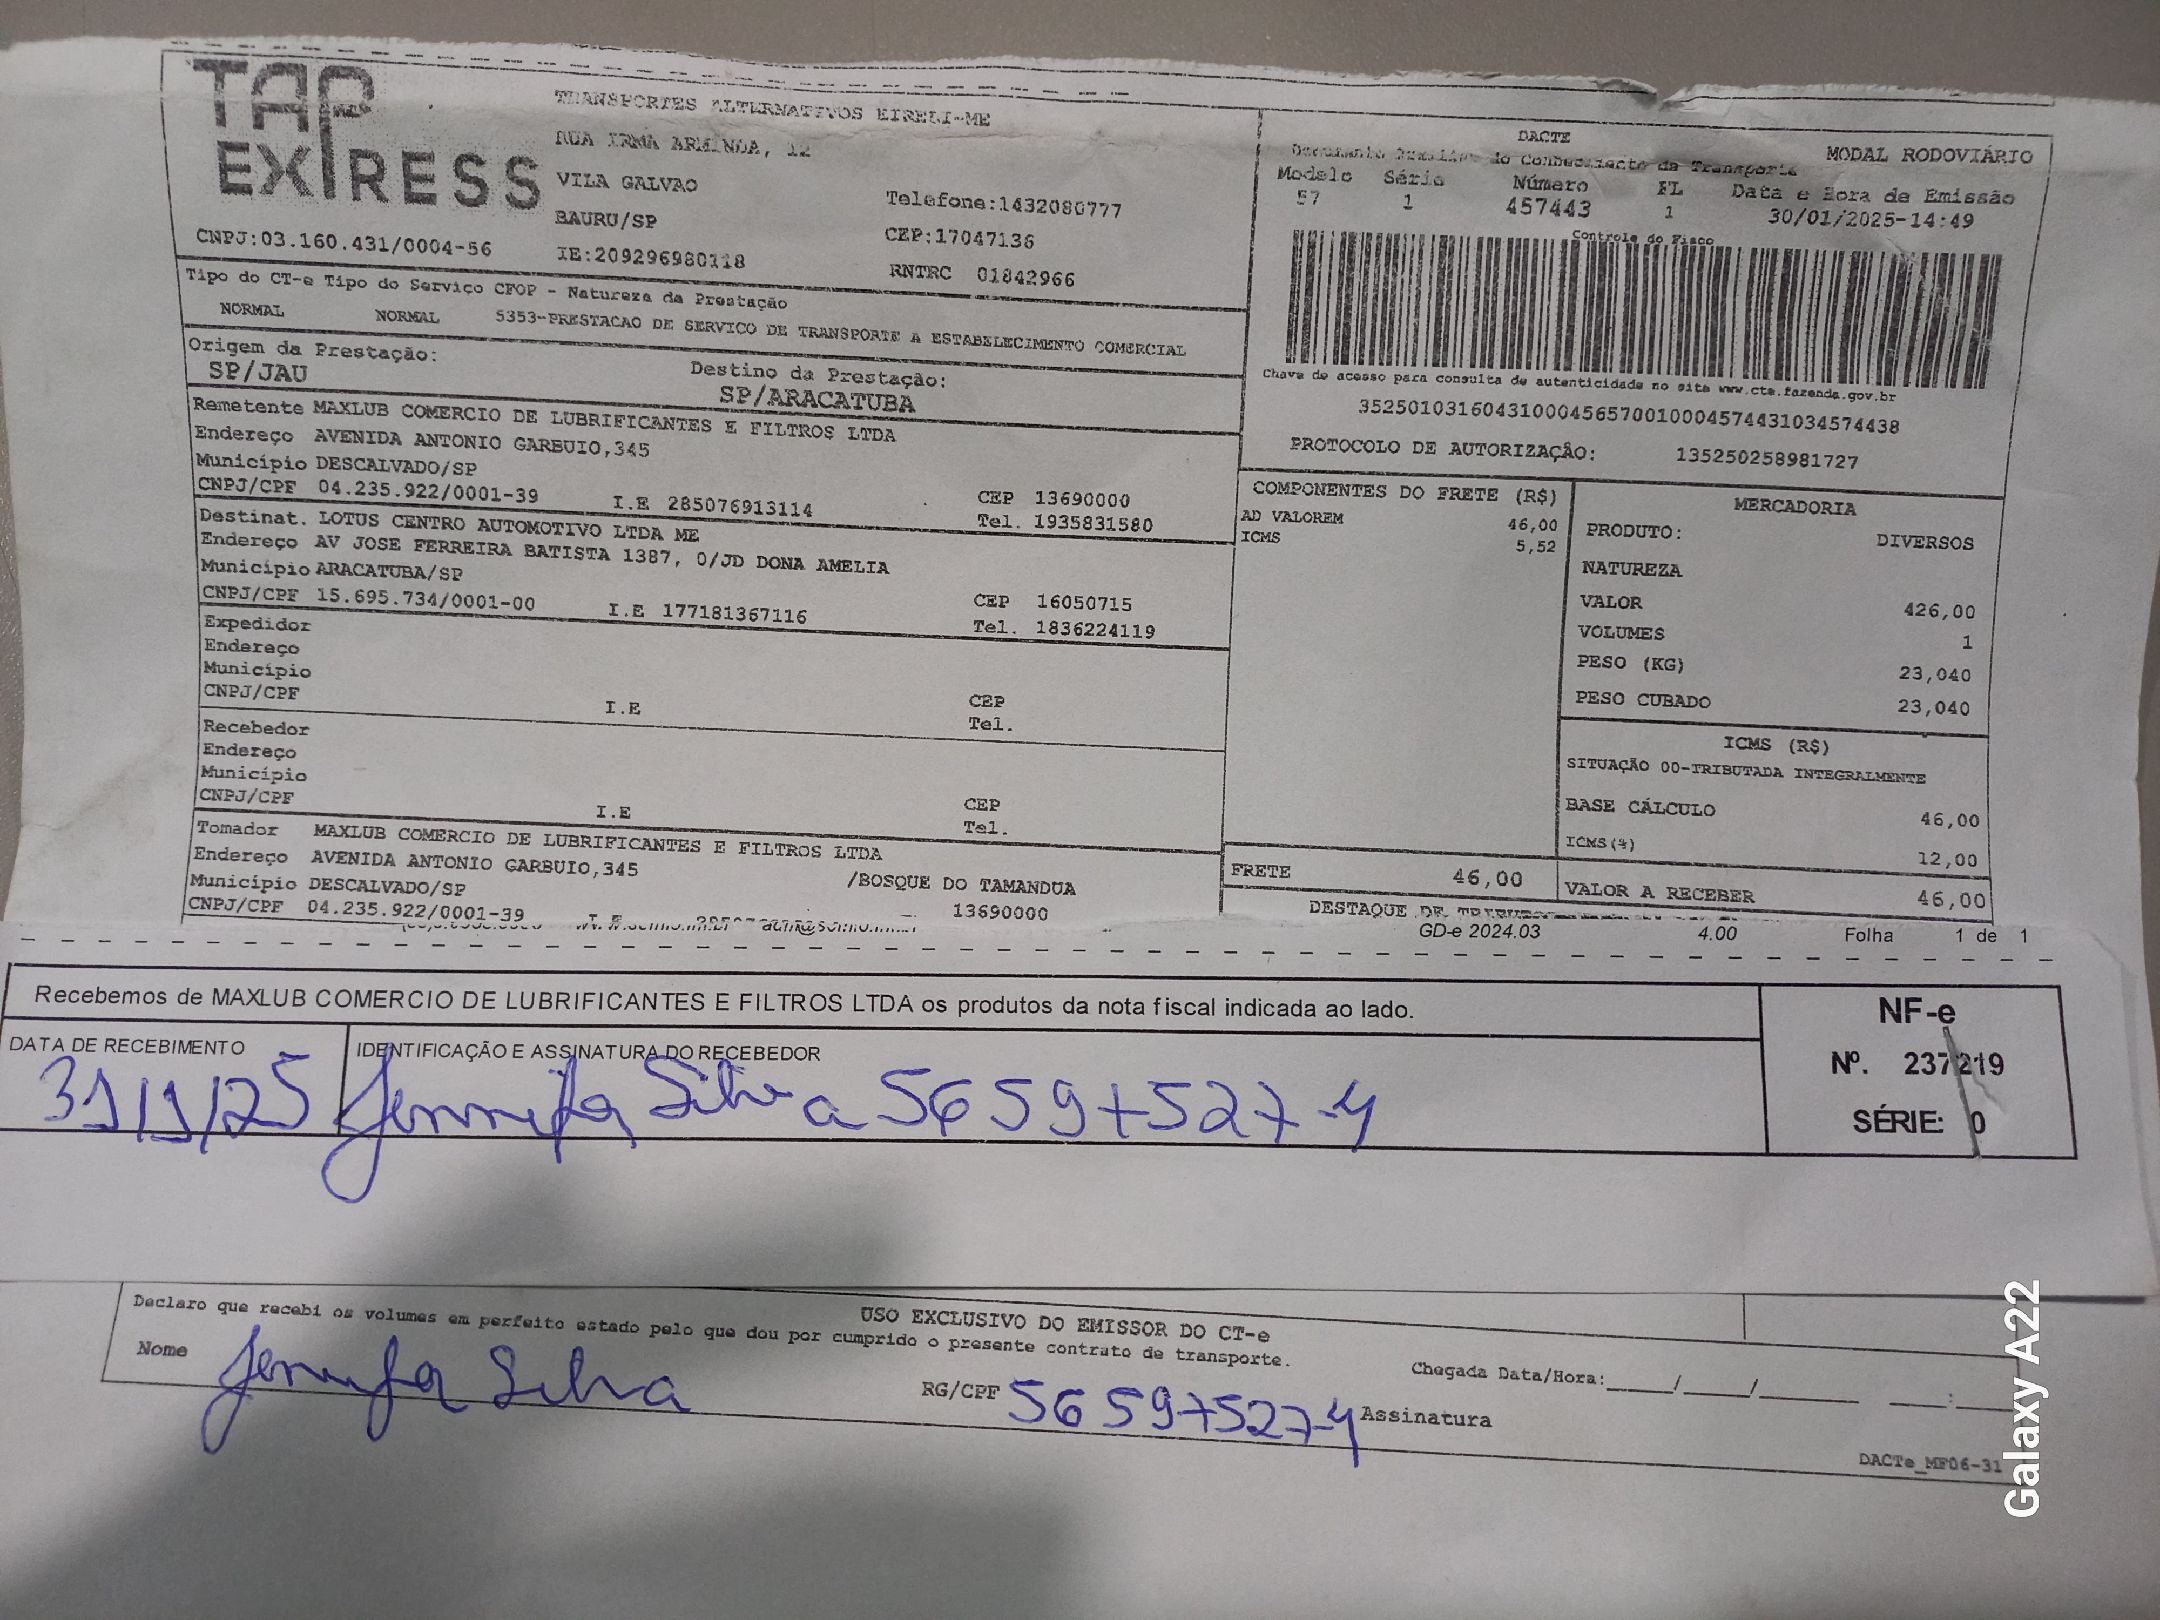 TAP EXPRESS
TRANSPORTES ALTERNATIVOS EIRELI-ME
RUA IRMA ARMINDA, 12
VILA GALVAO
BAURU/SP
Telefone:1432080777
CEP:17047136
CNPJ:03.160.431/0004-56
IE:209296980118
RNTRC 01842966
DACTE
MODAL RODOVIÁRIO
Documento Auxiliar do Conhecimento de Transporte
Modelo Série Número FL Data e Hora de Emissão
57 1 457443 1 30/01/2025-14:49
Controle do Fisco
Chave de acesso para consulta de autenticidade no site www.cte.fazenda.gov.br
35250103160431000456570010004574431034574438
PROTOCOLO DE AUTORIZAÇÃO: 135250258981727
Tipo do CT-e Tipo do Serviço CFOP - Natureza da Prestação
NORMAL NORMAL 5353-PRESTACAO DE SERVICO DE TRANSPORTE A ESTABELECIMENTO COMERCIAL
Origem da Prestação: Destino da Prestação:
SP/JAU SP/ARACATUBA
Remetente MAXLUB COMERCIO DE LUBRIFICANTES E FILTROS LTDA
Endereço AVENIDA ANTONIO GARBUIO,345
Município DESCALVADO/SP
CNPJ/CPF 04.235.922/0001-39 I.E 285076913114
CEP 13690000
Tel. 1935831580
Destinat. LOTUS CENTRO AUTOMOTIVO LTDA ME
Endereço AV JOSE FERREIRA BATISTA 1387, 0/JD DONA AMELIA
Município ARACATUBA/SP
CNPJ/CPF 15.695.734/0001-00 I.E 177181367116
CEP 16050715
Tel. 1836224119
Expedidor
Endereço
Município
CNPJ/CPF I.E
CEP
Tel.
Recebedor
Endereço
Município
CNPJ/CPF I.E
CEP
Tel.
Tomador MAXLUB COMERCIO DE LUBRIFICANTES E FILTROS LTDA
Endereço AVENIDA ANTONIO GARBUIO,345 /BOSQUE DO TAMANDUA
Município DESCALVADO/SP 13690000
CNPJ/CPF 04.235.922/0001-39
COMPONENTES DO FRETE (R$)
AD VALOREM 46,00
ICMS 5,52
FRETE 46,00
MERCADORIA
PRODUTO: DIVERSOS
NATUREZA
VALOR 426,00
VOLUMES 1
PESO (KG) 23,040
PESO CUBADO 23,040
ICMS (R$)
SITUAÇÃO 00-TRIBUTADA INTEGRALMENTE
BASE CÁLCULO 46,00
ICMS(%) 12,00
VALOR A RECEBER 46,00
DESTAQUE DE
GD-e 2024.03 4.00 Folha 1 de 1
Recebemos de MAXLUB COMERCIO DE LUBRIFICANTES E FILTROS LTDA os produtos da nota fiscal indicada ao lado.
DATA DE RECEBIMENTO
31/1/25
IDENTIFICAÇÃO E ASSINATURA DO RECEBEDOR
Jennifer Silva 56597527-4
NF-e
Nº. 237219
SÉRIE: 0
USO EXCLUSIVO DO EMISSOR DO CT-e
Declaro que recebi os volumes em perfeito estado pelo que dou por cumprido o presente contrato de transporte.
Nome Jennifer Silva RG/CPF 56597527-4 Assinatura
Chegada Data/Hora:_____/_____/________ ____:____
DACTe_MF06-31
Galaxy A22